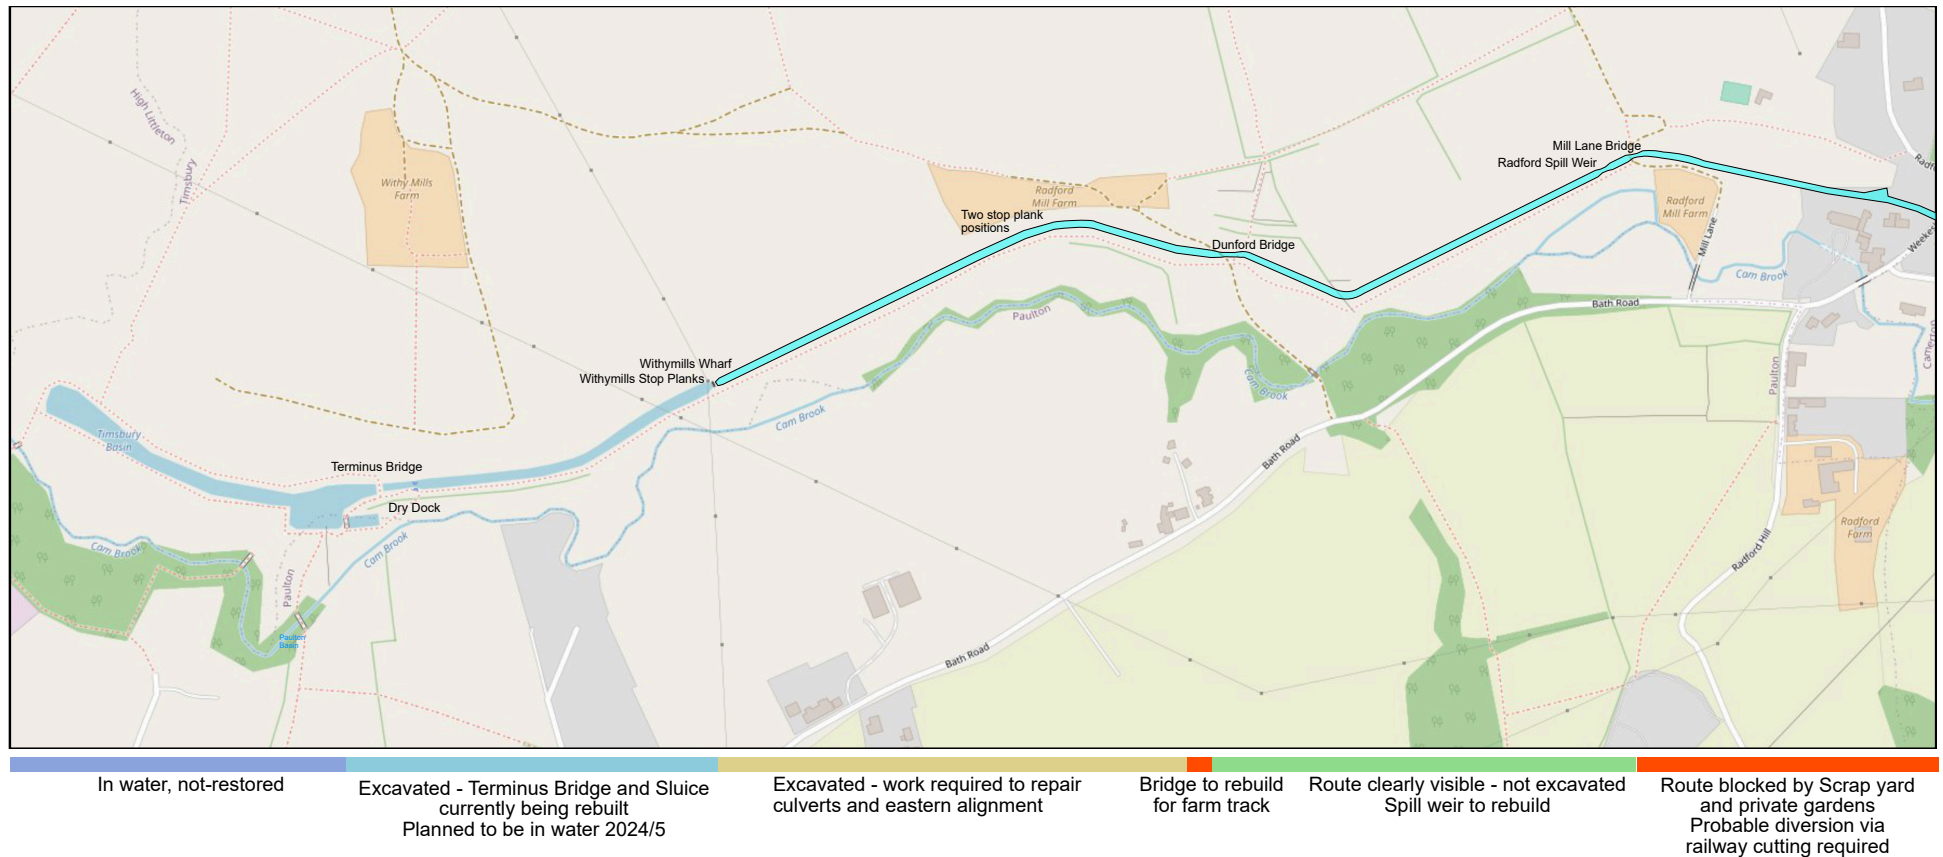 High Littleton
Timsbury
Withy Mills
Farm
Radford
Mill Farm
Two stop plank
positions
Dunford Bridge
Mill Lane Bridge
Radford Spill Weir
Radford
Mill Farm
Mill Lane
Cam Brook
Weekes
Bath Road
Paulton
Withymills Wharf
Withymills Stop Planks
Cam Brook
Cam Brook
Paulton
Camerton
Timsbury
Basin
Terminus Bridge
Dry Dock
Cam Brook
Cam Brook
Paulton
Paulton
Basin
Bath Road
Bath Road
Radford Hill
Radford
Farm
In water, not-restored
Excavated - Terminus Bridge and Sluice
currently being rebuilt
Planned to be in water 2024/5
Excavated - work required to repair
culverts and eastern alignment
Bridge to rebuild
for farm track
Route clearly visible - not excavated
Spill weir to rebuild
Route blocked by Scrap yard
and private gardens
Probable diversion via
railway cutting required